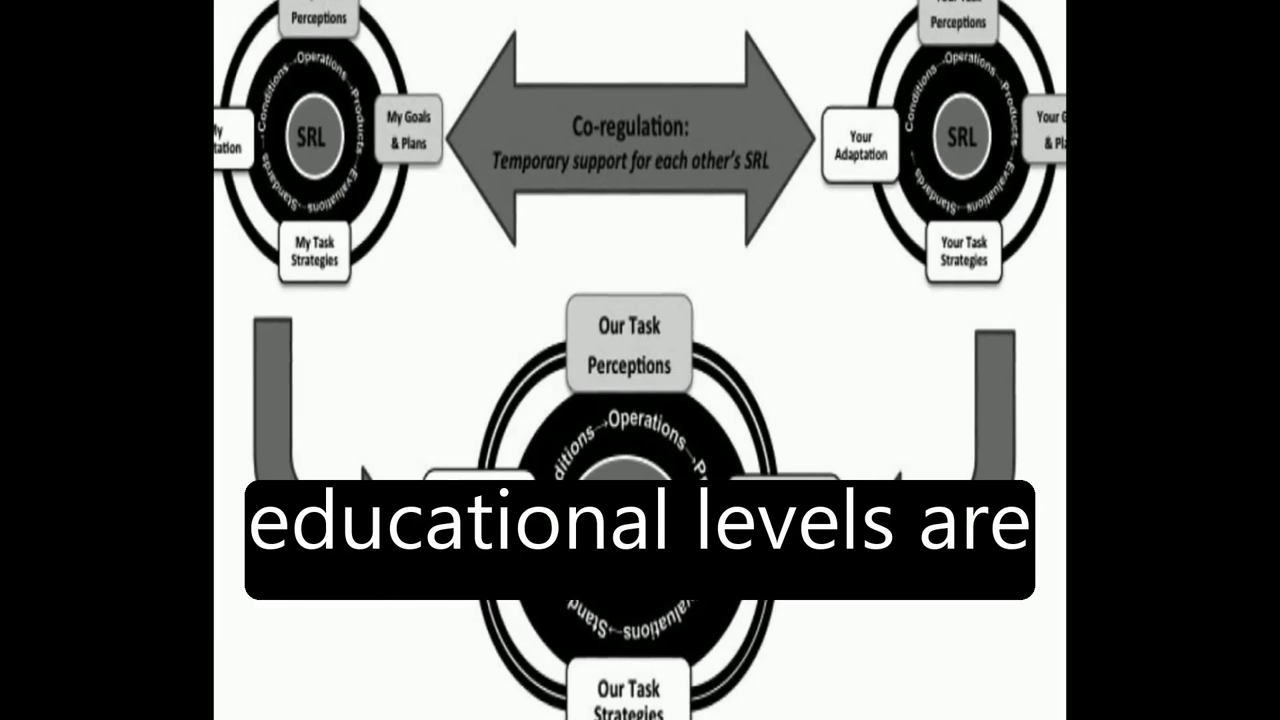 Perceptions
Conditions→Operations→Products→Evaluations→Standards→
My Goals
& Plans
SRL
My Task
Strategies
Co-regulation:
Temporary support for each other's SRL
Your Task
Perceptions
Conditions→Operations→Products→Evaluations→Standards→
Your
Adaptation
SRL
Your Task
Strategies
Our Task
Perceptions
→Operations→
educational levels are
Our Task
Strategies